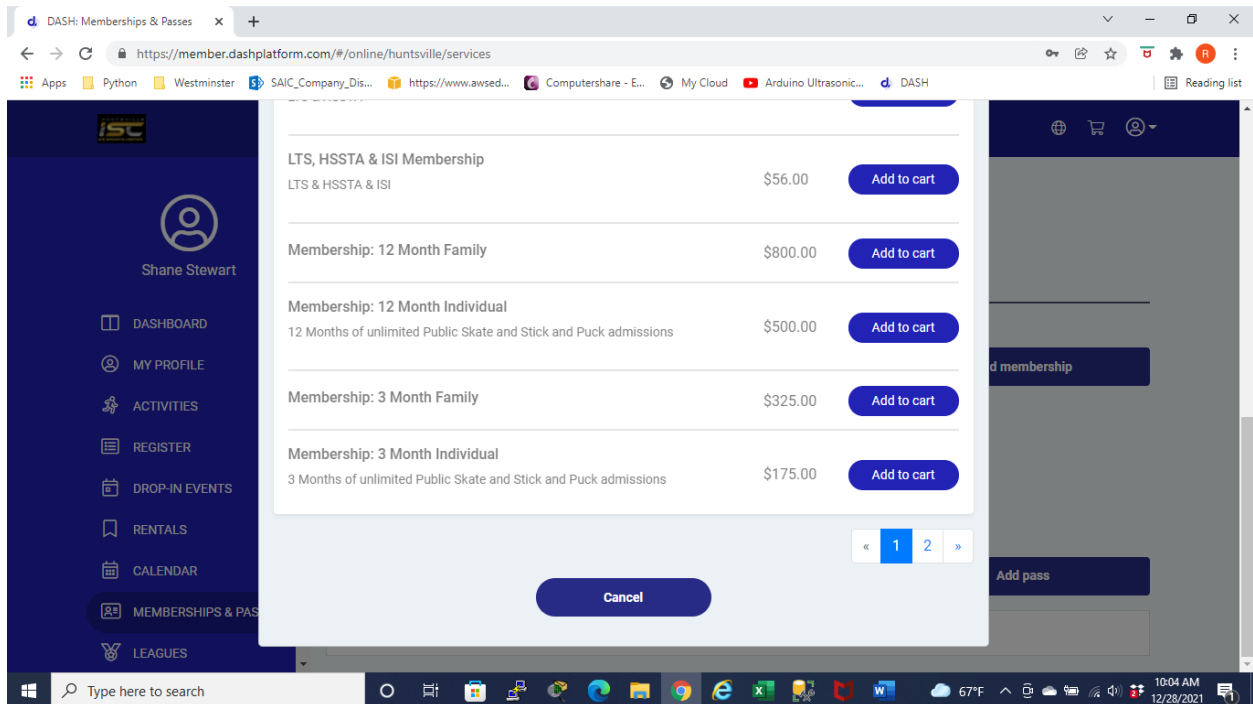 DASH: Memberships & Passes
https://member.dashplatform.com/#/online/huntsville/services
R
Apps
Python
Westminster
SAIC_Company_Dis...
https://www.awsed...
Computershare - E...
My Cloud
Arduino Ultrasonic...
DASH
Reading list
isc
LTS, HSSTA & ISI Membership
LTS & HSSTA & ISI
$56.00
Add to cart
Membership: 12 Month Family
$800.00
Add to cart
Membership: 12 Month Individual
12 Months of unlimited Public Skate and Stick and Puck admissions
$500.00
Add to cart
Membership: 3 Month Family
$325.00
Add to cart
Membership: 3 Month Individual
3 Months of unlimited Public Skate and Stick and Puck admissions
$175.00
Add to cart
« 1 2 »
Cancel
Shane Stewart
DASHBOARD
MY PROFILE
ACTIVITIES
REGISTER
DROP-IN EVENTS
RENTALS
CALENDAR
MEMBERSHIPS & PAS
LEAGUES
d membership
Add pass
Type here to search
67°F
10:04 AM
12/28/2021